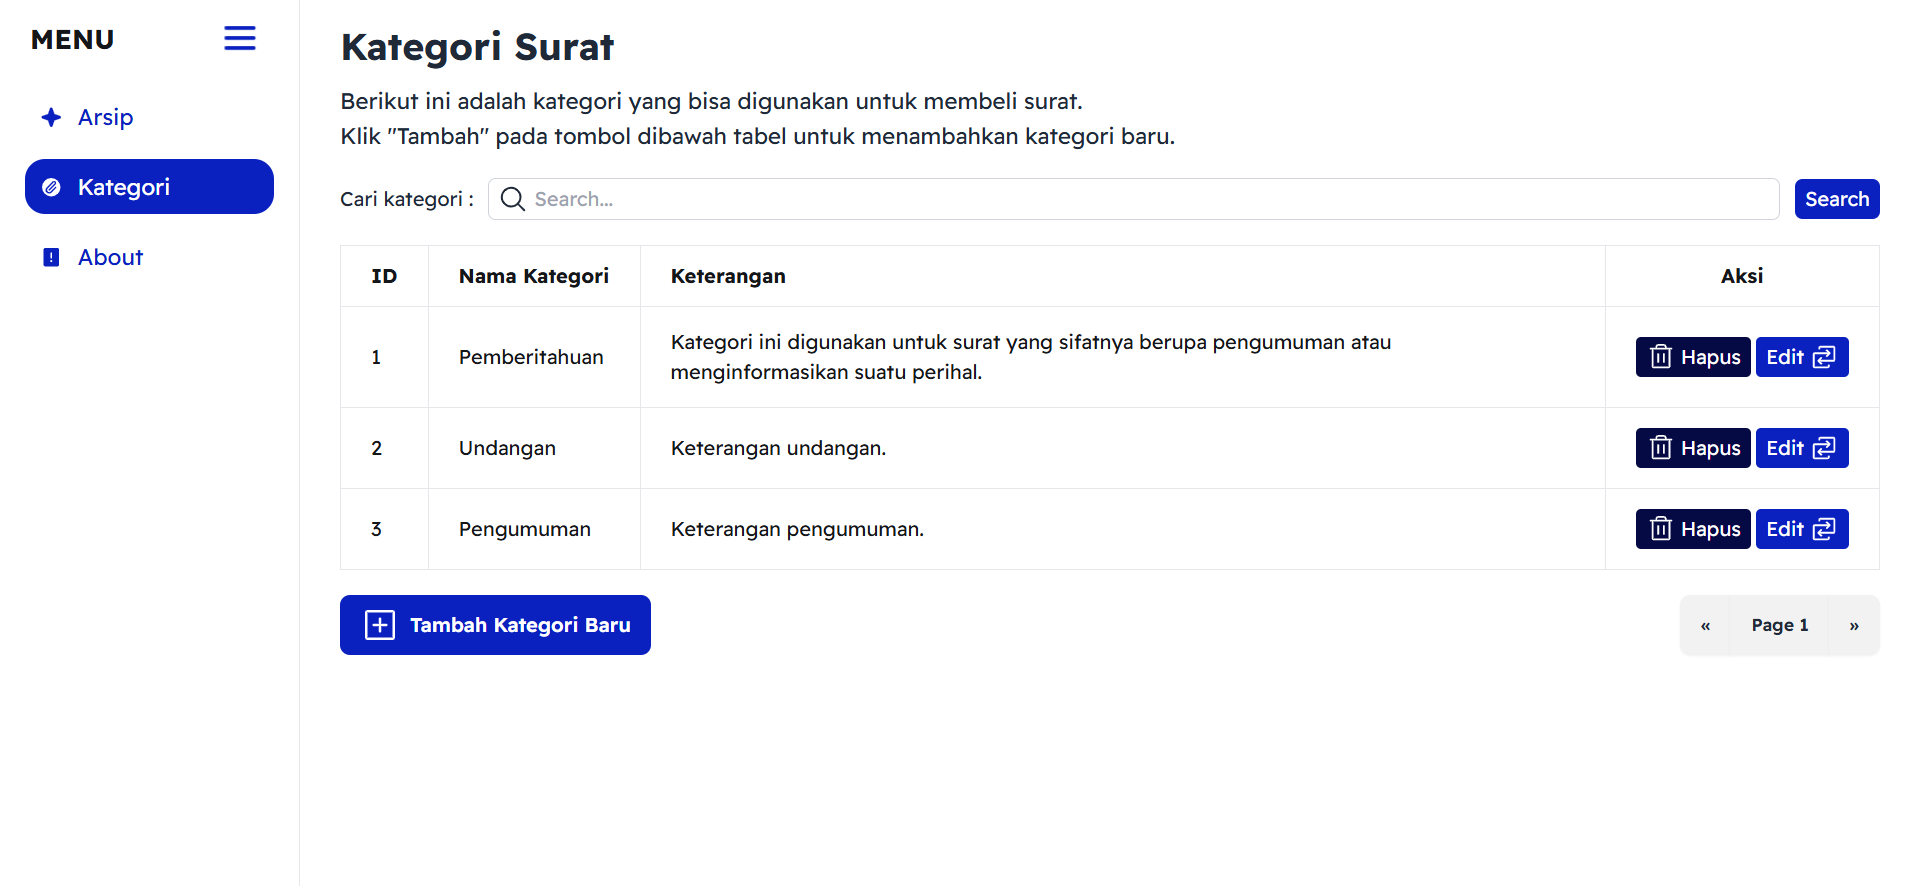 MENU
Arsip
Kategori
About
Kategori Surat
Berikut ini adalah kategori yang bisa digunakan untuk membeli surat.
Klik "Tambah" pada tombol dibawah tabel untuk menambahkan kategori baru.
Cari kategori : Search... Search
ID Nama Kategori Keterangan Aksi
1 Pemberitahuan Kategori ini digunakan untuk surat yang sifatnya berupa pengumuman atau
menginformasikan suatu perihal. Hapus Edit
2 Undangan Keterangan undangan. Hapus Edit
3 Pengumuman Keterangan pengumuman. Hapus Edit
Tambah Kategori Baru « Page 1 »